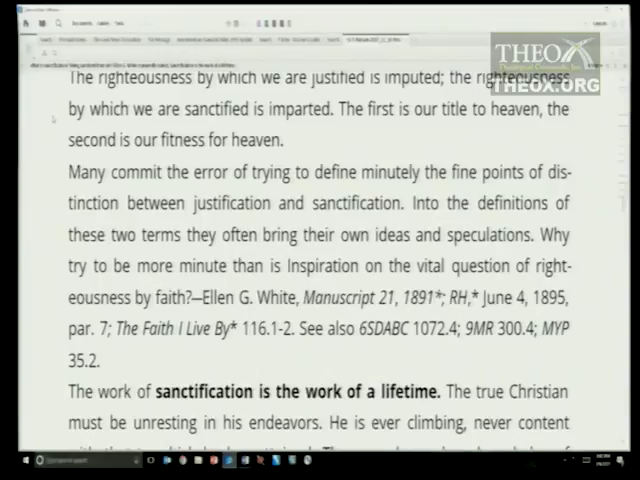 THEOX
THEOX.ORG
The righteousness by which we are justified is imputed; the righteousness
by which we are sanctified is imparted. The first is our title to heaven, the
second is our fitness for heaven.
Many commit the error of trying to define minutely the fine points of dis-
tinction between justification and sanctification. Into the definitions of
these two terms they often bring their own ideas and speculations. Why
try to be more minute than is Inspiration on the vital question of right-
eousness by faith?—Ellen G. White, Manuscript 21, 1891*; RH,* June 4, 1895,
par. 7; The Faith I Live By* 116.1-2. See also 6SDABC 1072.4; 9MR 300.4; MYP
35.2.
The work of sanctification is the work of a lifetime. The true Christian
must be unresting in his endeavors. He is ever climbing, never content